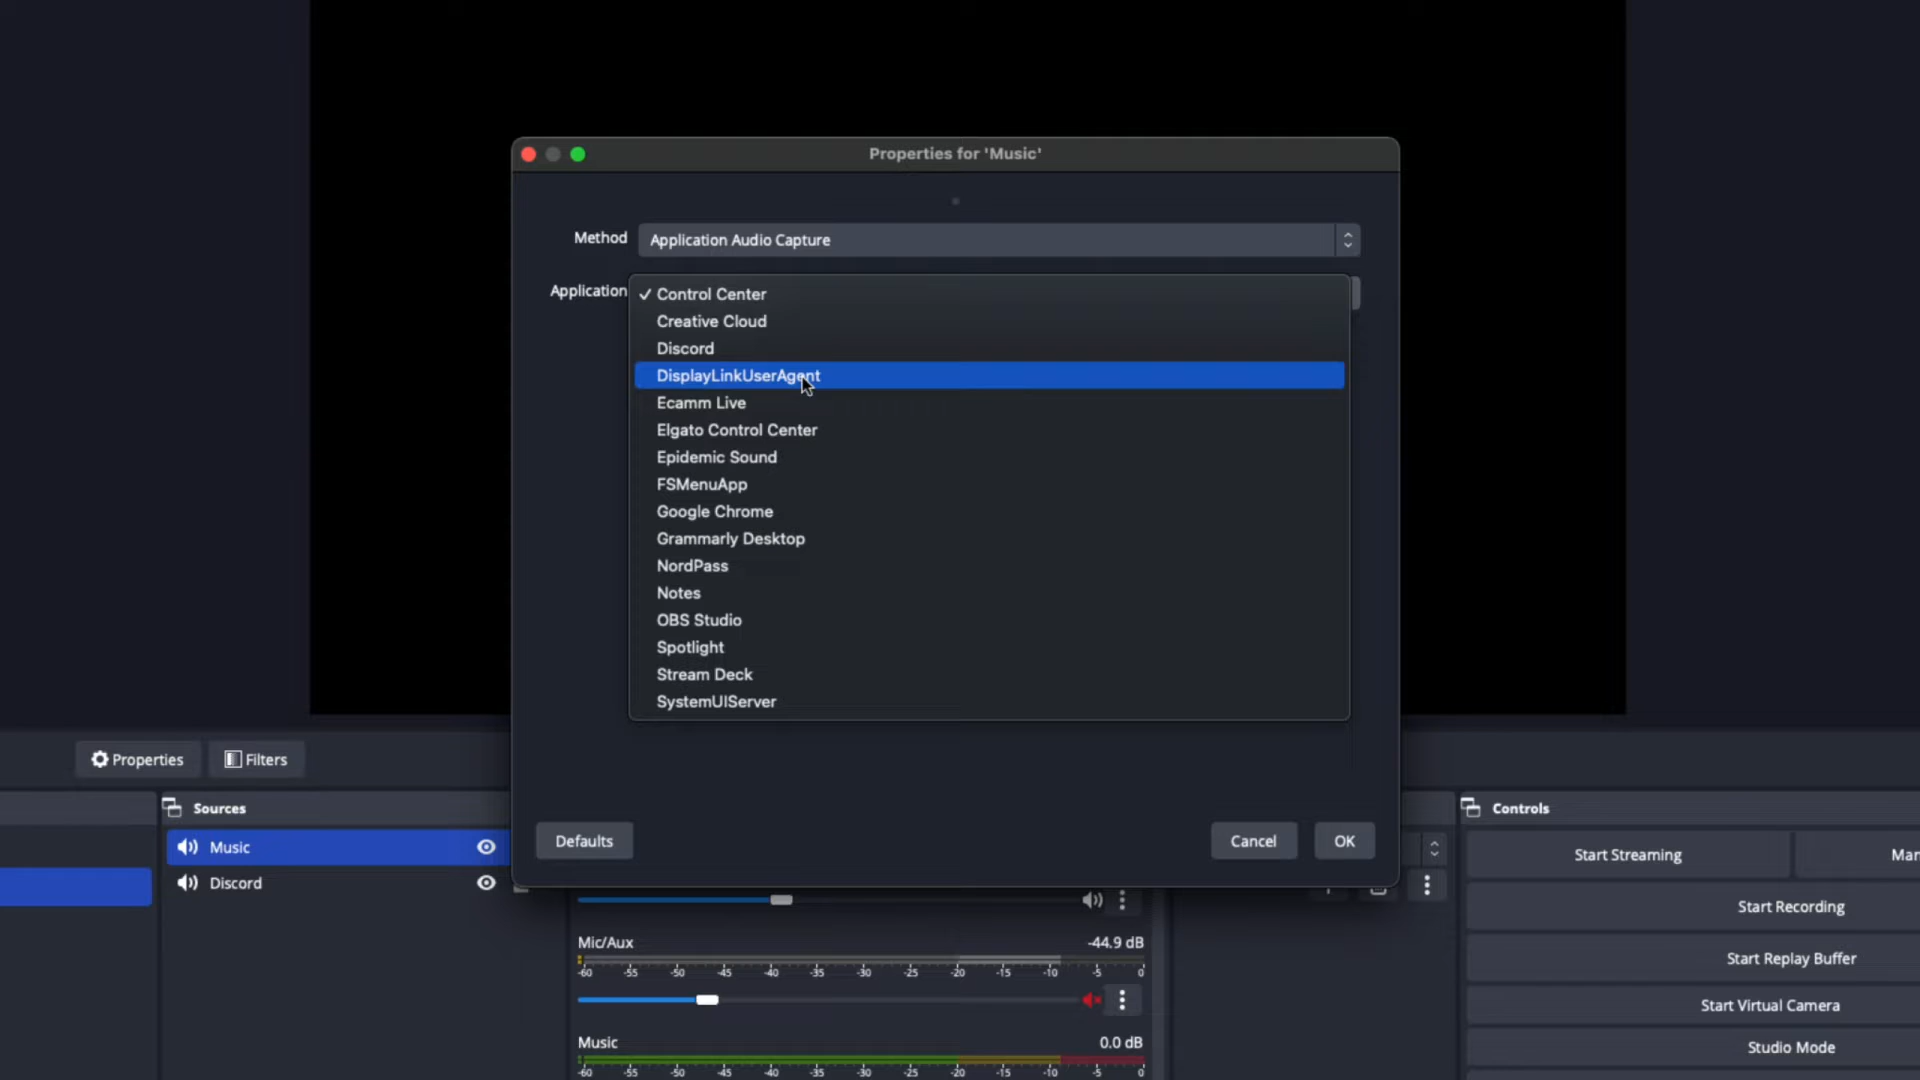 Properties for 'Music'
Method
Application Audio Capture
Application
✓ Control Center
Creative Cloud
Discord
DisplayLinkUserAgent
Ecamm Live
Elgato Control Center
Epidemic Sound
FSMenuApp
Google Chrome
Grammarly Desktop
NordPass
Notes
OBS Studio
Spotlight
Stream Deck
SystemUIServer
Properties
Filters
Defaults
Cancel
OK
Sources
Music
Discord
Controls
Start Streaming
Start Recording
Start Replay Buffer
Start Virtual Camera
Studio Mode
Mic/Aux
-44.9 dB
-60 -55 -50 -45 -40 -35 -30 -25 -20 -15 -10 -5 0
Music
0.0 dB
-60 -55 -50 -45 -40 -35 -30 -25 -20 -15 -10 -5 0